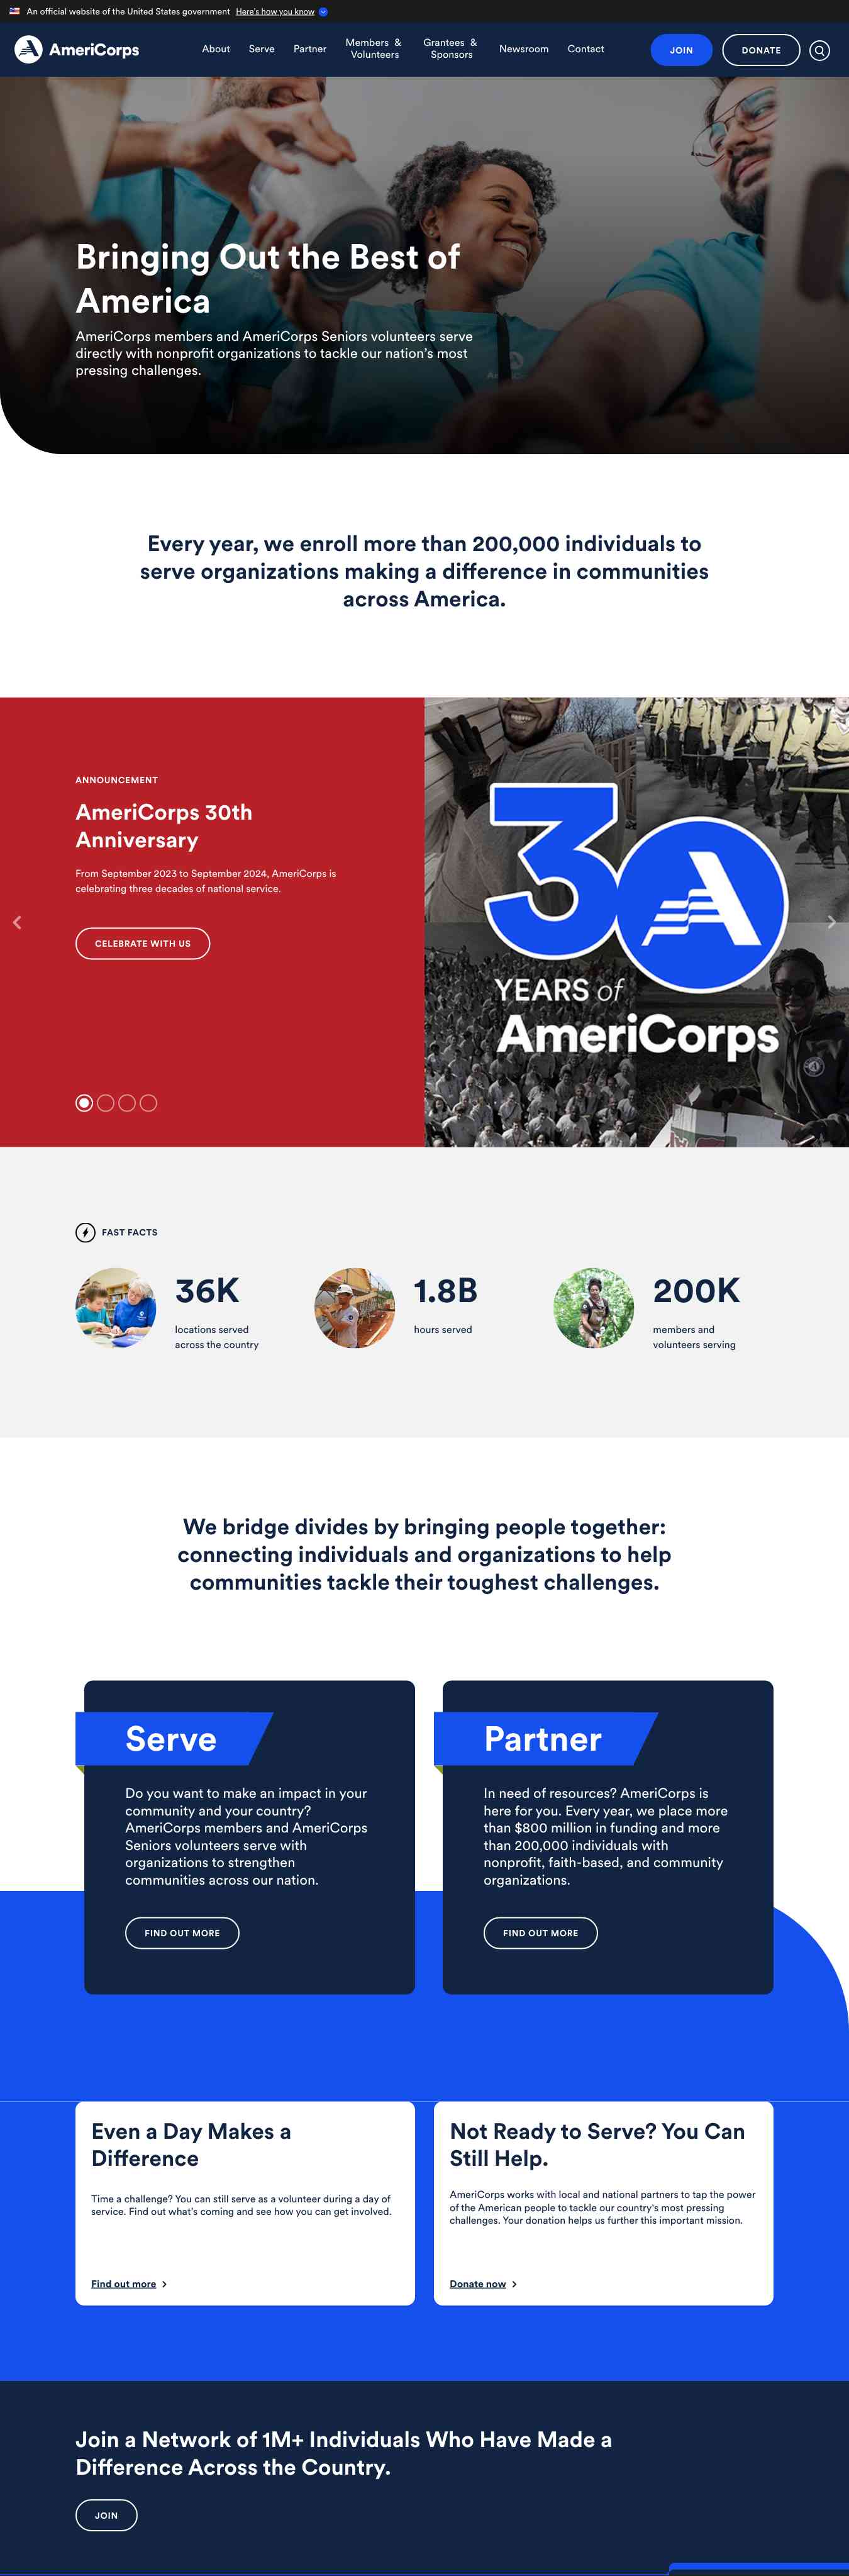 An official website of the United States government Here's how you know
AmeriCorps
About
Serve
Partner
Members &
Volunteers
Grantees &
Sponsors
Newsroom
Contact
JOIN
DONATE
Bringing Out the Best of
America
AmeriCorps members and AmeriCorps Seniors volunteers serve
directly with nonprofit organizations to tackle our nation's most
pressing challenges.
Every year, we enroll more than 200,000 individuals to
serve organizations making a difference in communities
across America.
ANNOUNCEMENT
AmeriCorps 30th
Anniversary
From September 2023 to September 2024, AmeriCorps is
celebrating three decades of national service.
CELEBRATE WITH US
30
YEARS of
AmeriCorps
FAST FACTS
36K
locations served
across the country
1.8B
hours served
200K
members and
volunteers serving
We bridge divides by bringing people together:
connecting individuals and organizations to help
communities tackle their toughest challenges.
Serve
Do you want to make an impact in your
community and your country?
AmeriCorps members and AmeriCorps
Seniors volunteers serve with
organizations to strengthen
communities across our nation.
FIND OUT MORE
Partner
In need of resources? AmeriCorps is
here for you. Every year, we place more
than $800 million in funding and more
than 200,000 individuals with
nonprofit, faith-based, and community
organizations.
FIND OUT MORE
Even a Day Makes a
Difference
Time a challenge? You can still serve as a volunteer during a day of
service. Find out what's coming and see how you can get involved.
Find out more
Not Ready to Serve? You Can
Still Help.
AmeriCorps works with local and national partners to tap the power
of the American people to tackle our country's most pressing
challenges. Your donation helps us further this important mission.
Donate now
Join a Network of 1M+ Individuals Who Have Made a
Difference Across the Country.
JOIN